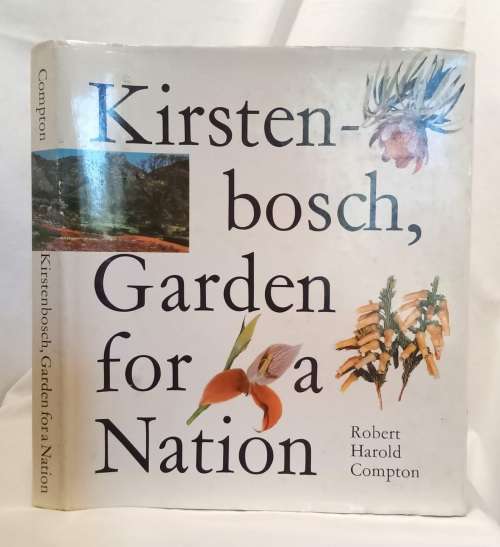 Compton
Kirstenbosch, Garden for a Nation
Kirsten-
bosch,
Garden
for a
Nation
Robert
Harold
Compton